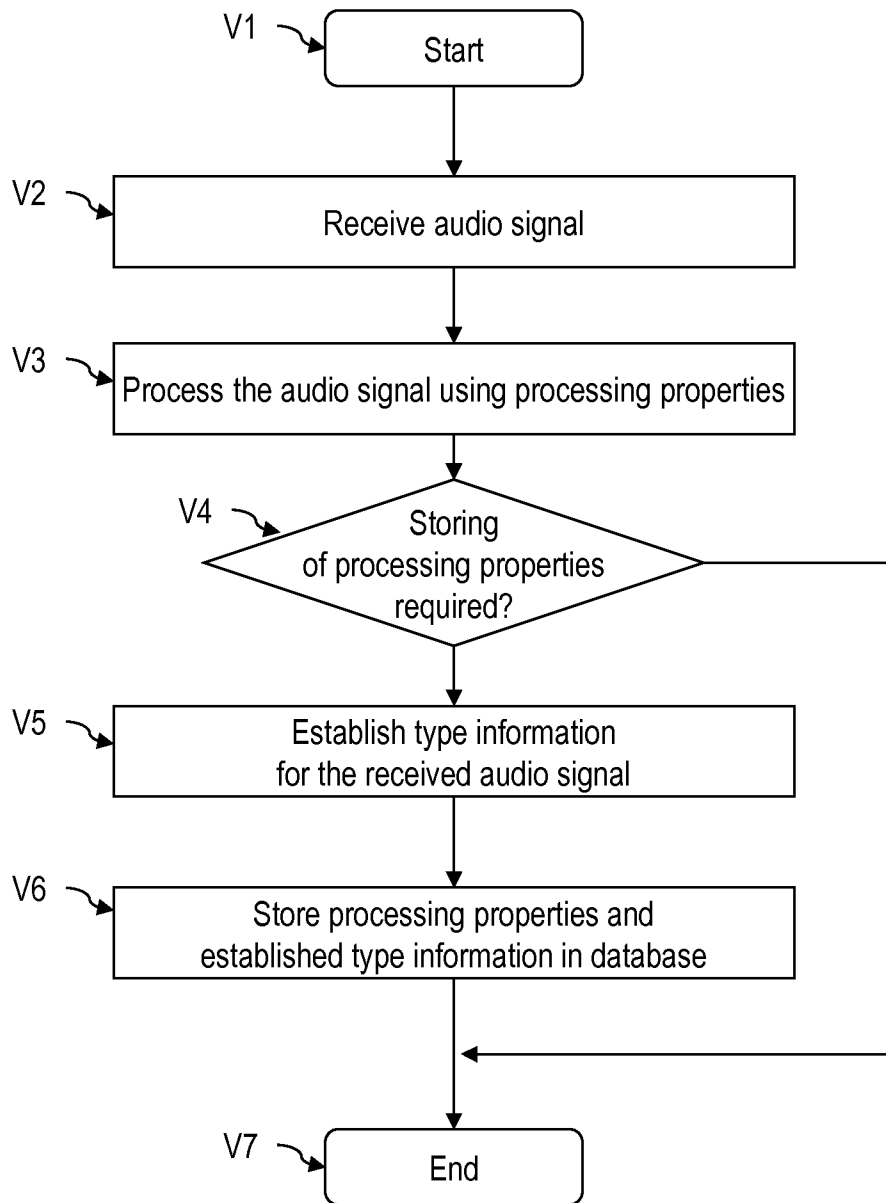 V1
Start
V2
Receive audio signal
V3
Process the audio signal using processing properties
V4
Storing
of processing properties
required?
V5
Establish type information
for the received audio signal
V6
Store processing properties and
established type information in database
V7
End